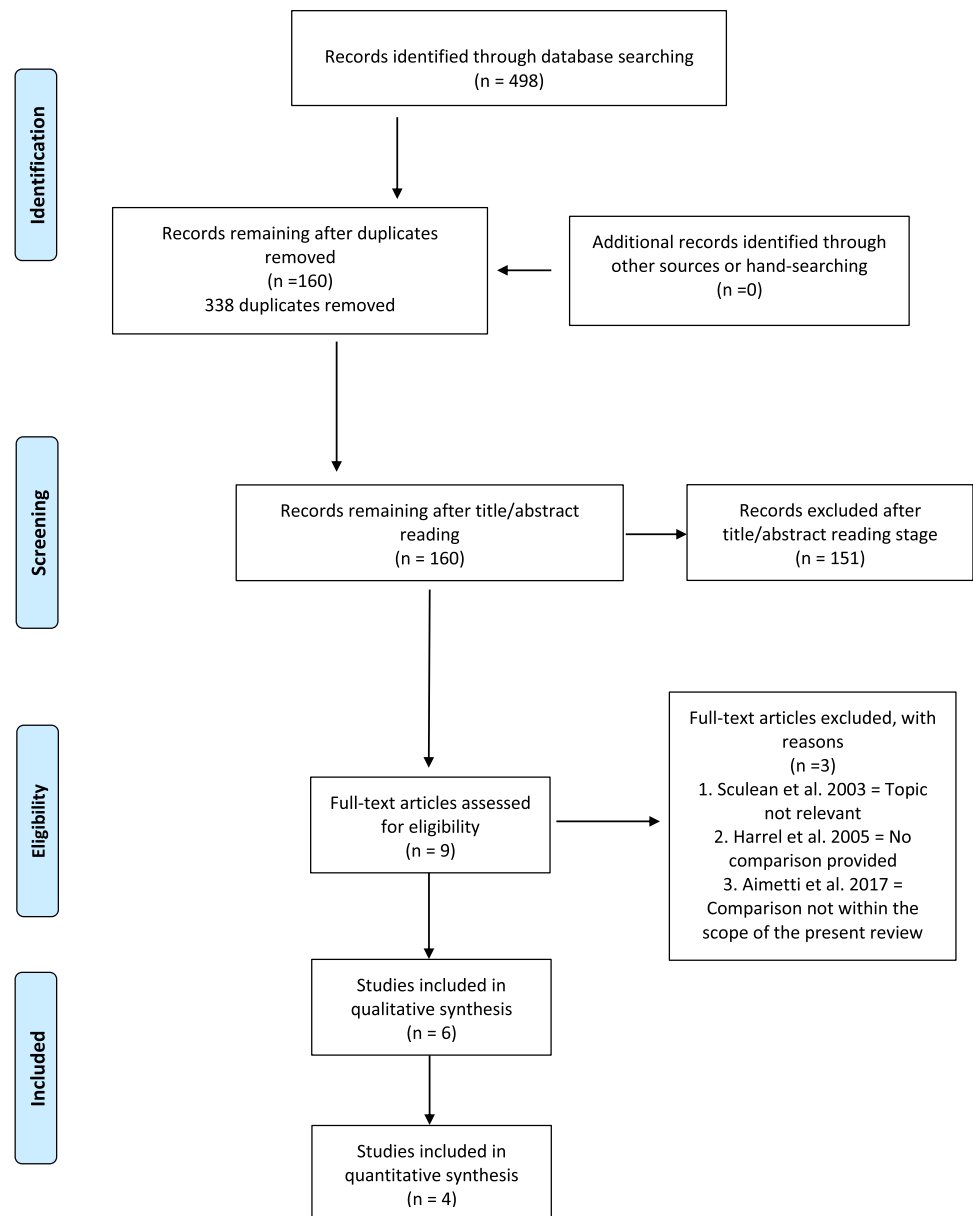 Identification
Records identified through database searching
(n = 498)
Records remaining after duplicates
removed
(n =160)
338 duplicates removed
Additional records identified through
other sources or hand-searching
(n =0)
Screening
Records remaining after title/abstract
reading
(n = 160)
Records excluded after
title/abstract reading stage
(n = 151)
Eligibility
Full-text articles assessed
for eligibility
(n = 9)
Full-text articles excluded, with
reasons
(n =3)
1. Sculean et al. 2003 = Topic
not relevant
2. Harrel et al. 2005 = No
comparison provided
3. Aimetti et al. 2017 =
Comparison not within the
scope of the present review
Included
Studies included in
qualitative synthesis
(n = 6)
Studies included in
quantitative synthesis
(n = 4)